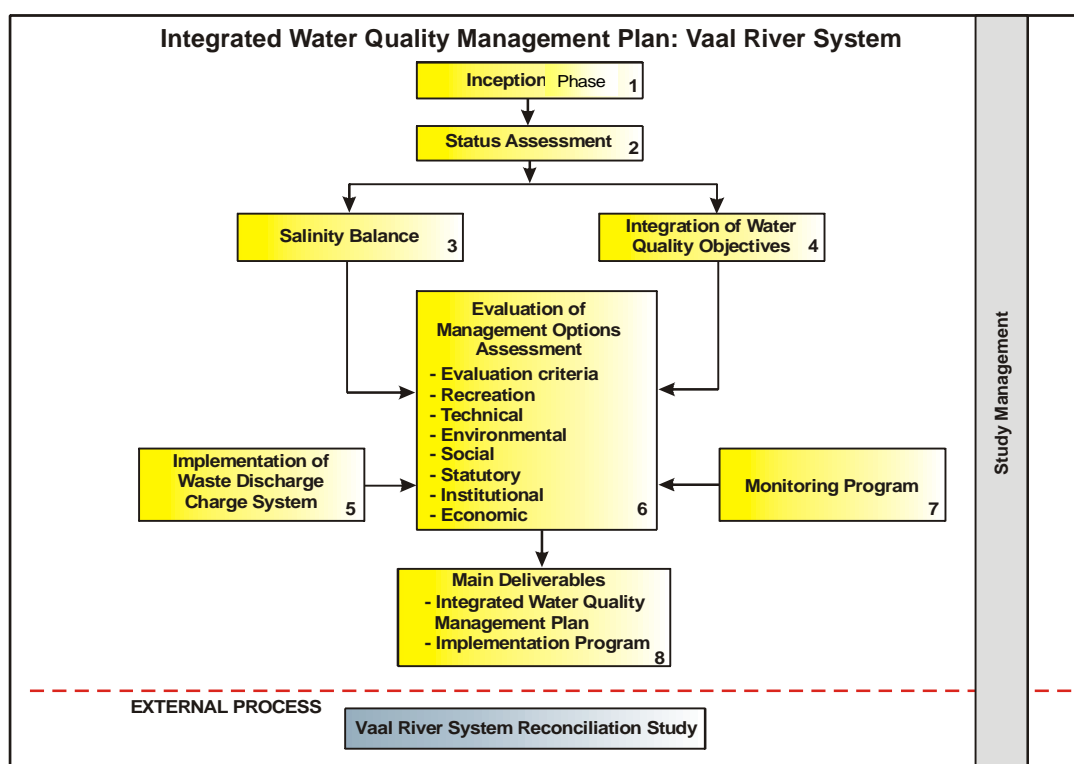 Integrated Water Quality Management Plan: Vaal River System
Inception Phase
1
Status Assessment
2
Salinity Balance
3
Integration of Water
Quality Objectives
4
Evaluation of
Management Options
Assessment
- Evaluation criteria
- Recreation
- Technical
- Environmental
- Social
- Statutory
- Institutional
- Economic
6
Implementation of
Waste Discharge
Charge System
5
Monitoring Program
7
Main Deliverables
- Integrated Water Quality
Management Plan
- Implementation Program
8
Study Management
EXTERNAL PROCESS
Vaal River System Reconciliation Study